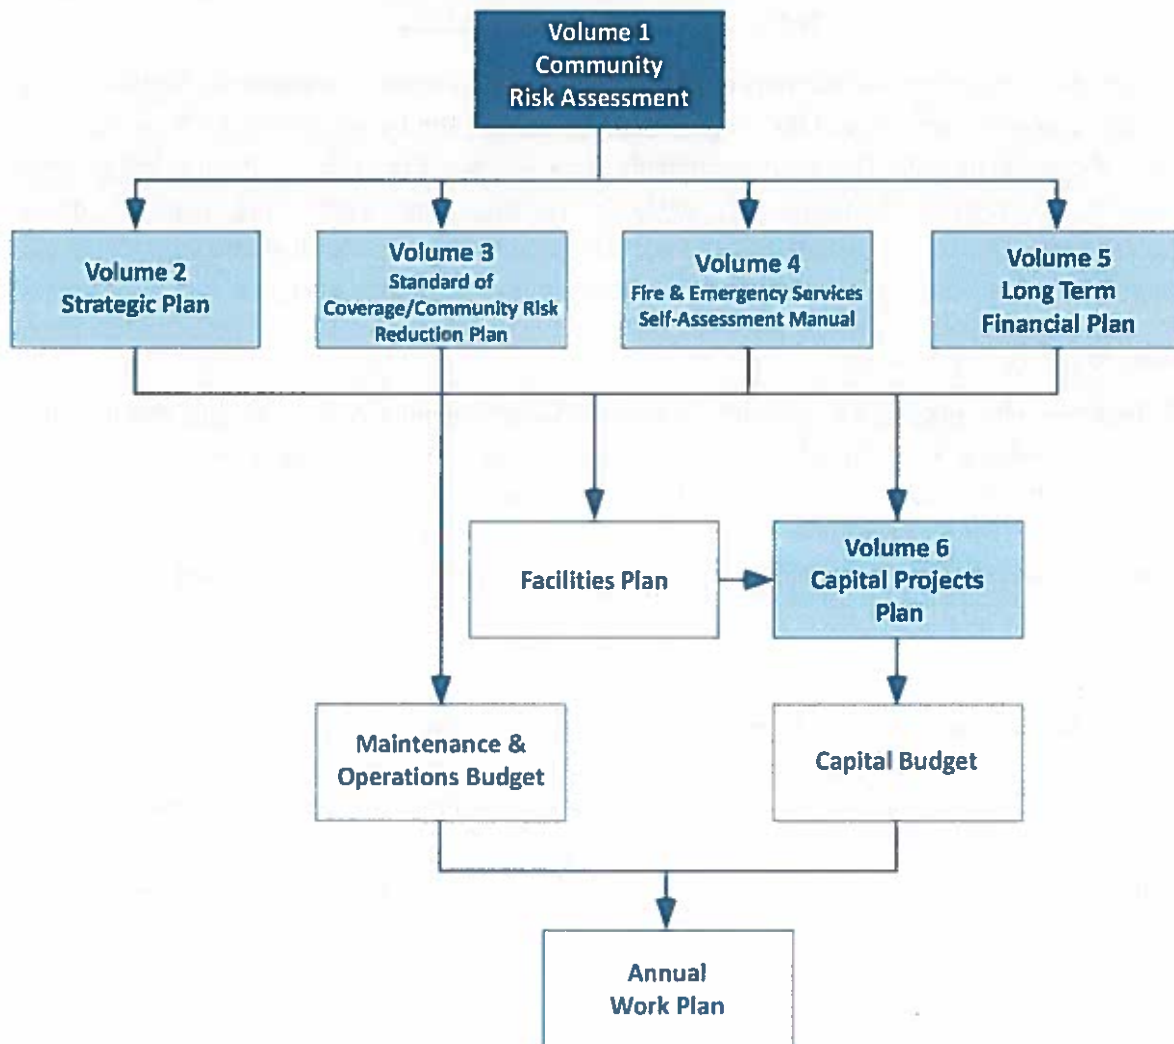 Volume 1
Community
Risk Assessment
Volume 2
Strategic Plan
Volume 3
Standard of
Coverage/Community Risk
Reduction Plan
Volume 4
Fire & Emergency Services
Self-Assessment Manual
Volume 5
Long Term
Financial Plan
Facilities Plan
Volume 6
Capital Projects
Plan
Maintenance &
Operations Budget
Capital Budget
Annual
Work Plan